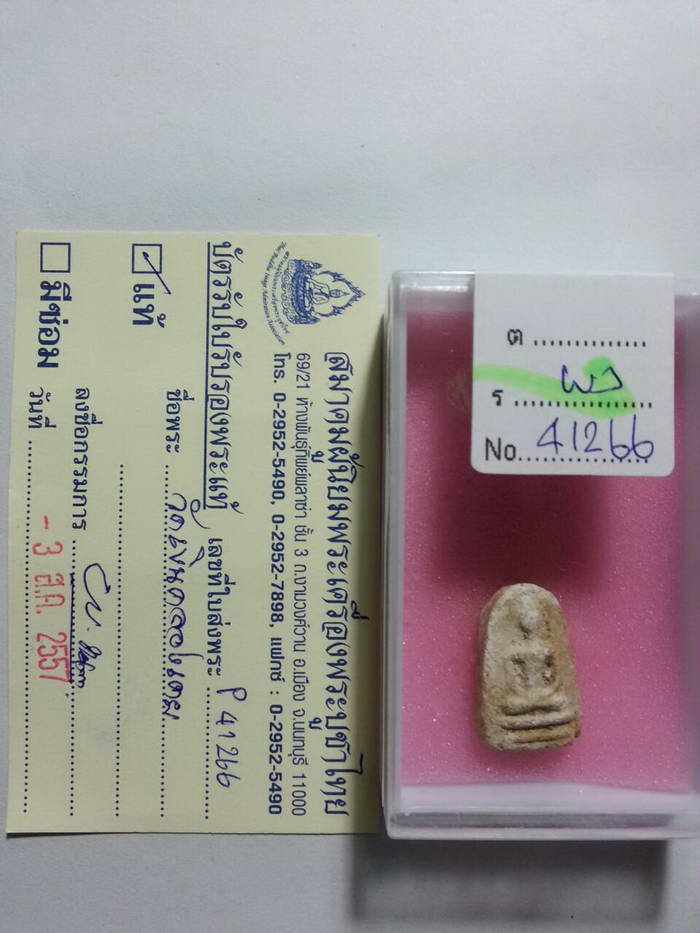 สมาคมผู้นิยมพระเครื่องพระบูชาไทย
69/21 ห้างพันธุ์ทิพย์พลาซ่า ชั้น 3 ถ.งามวงศ์วาน อ.เมือง จ.นนทบุรี 11000
โทร. 0-2952-5490, 0-2952-7898, แฟกซ์ : 0-2952-5490
บัตรรับใบรับรองพระแท้ เลขที่ใบส่งพระ P 41266
ชื่อพระ
แท้
ลงชื่อกรรมการ
มีซ่อม
วันที่ - 3 ส.ค. 2557
ต
ร
No. 41266